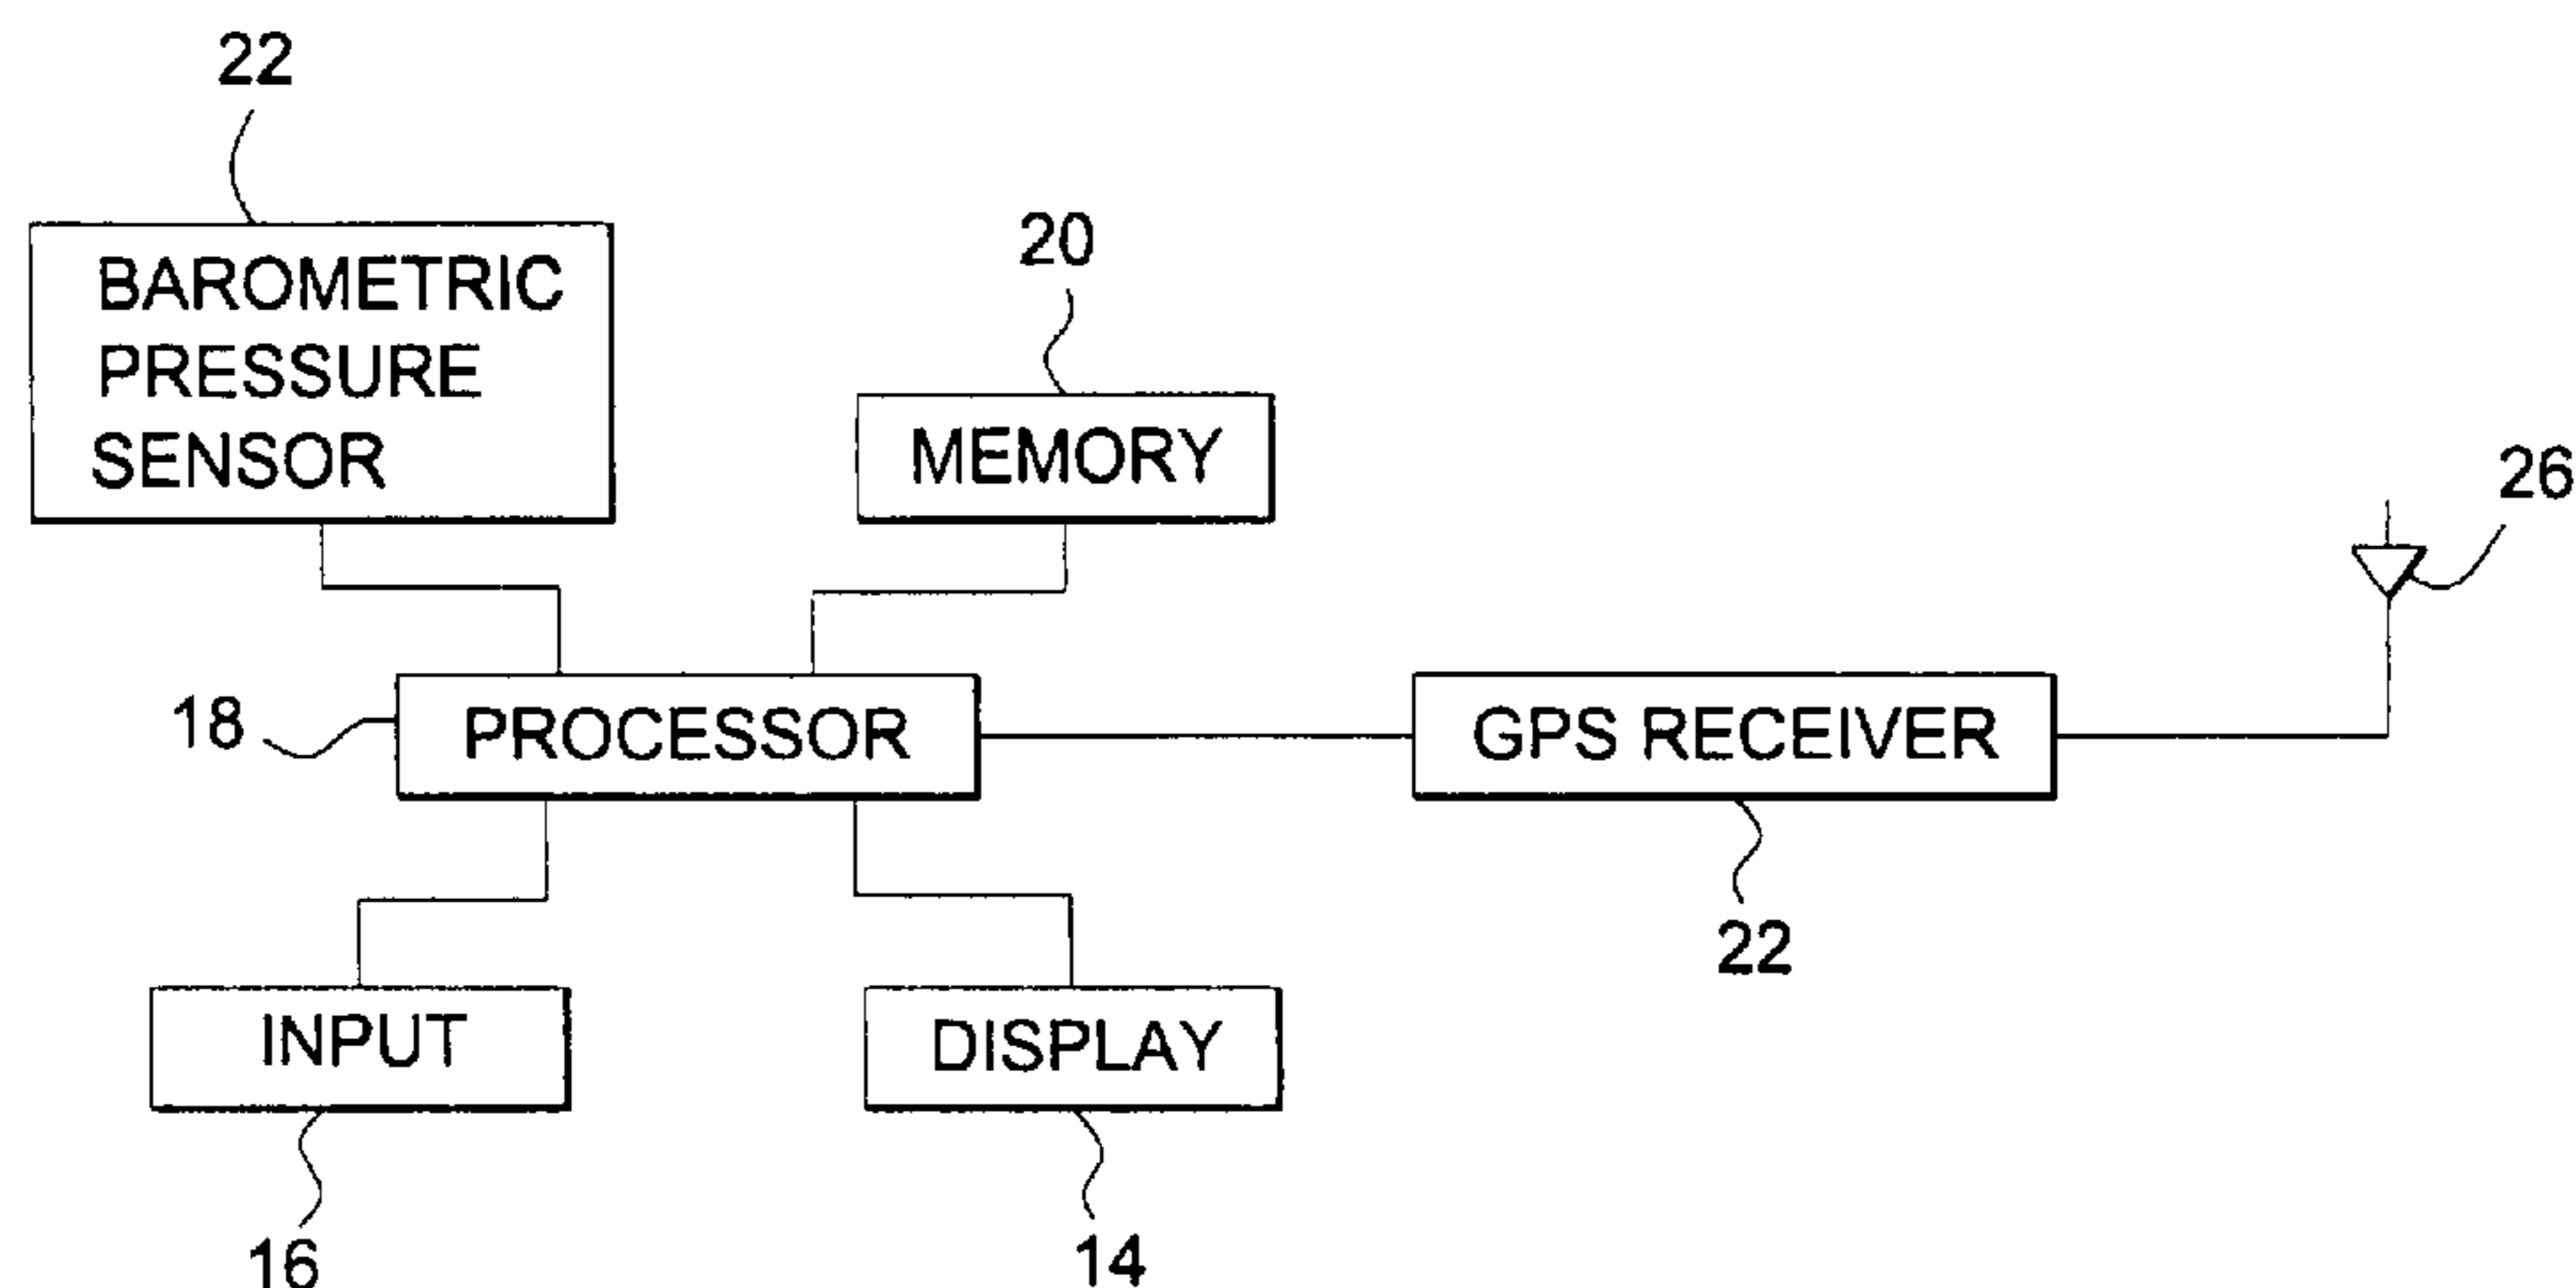 22
BAROMETRIC
PRESSURE
SENSOR
20
MEMORY
26
18
PROCESSOR
GPS RECEIVER
22
INPUT
DISPLAY
16
14